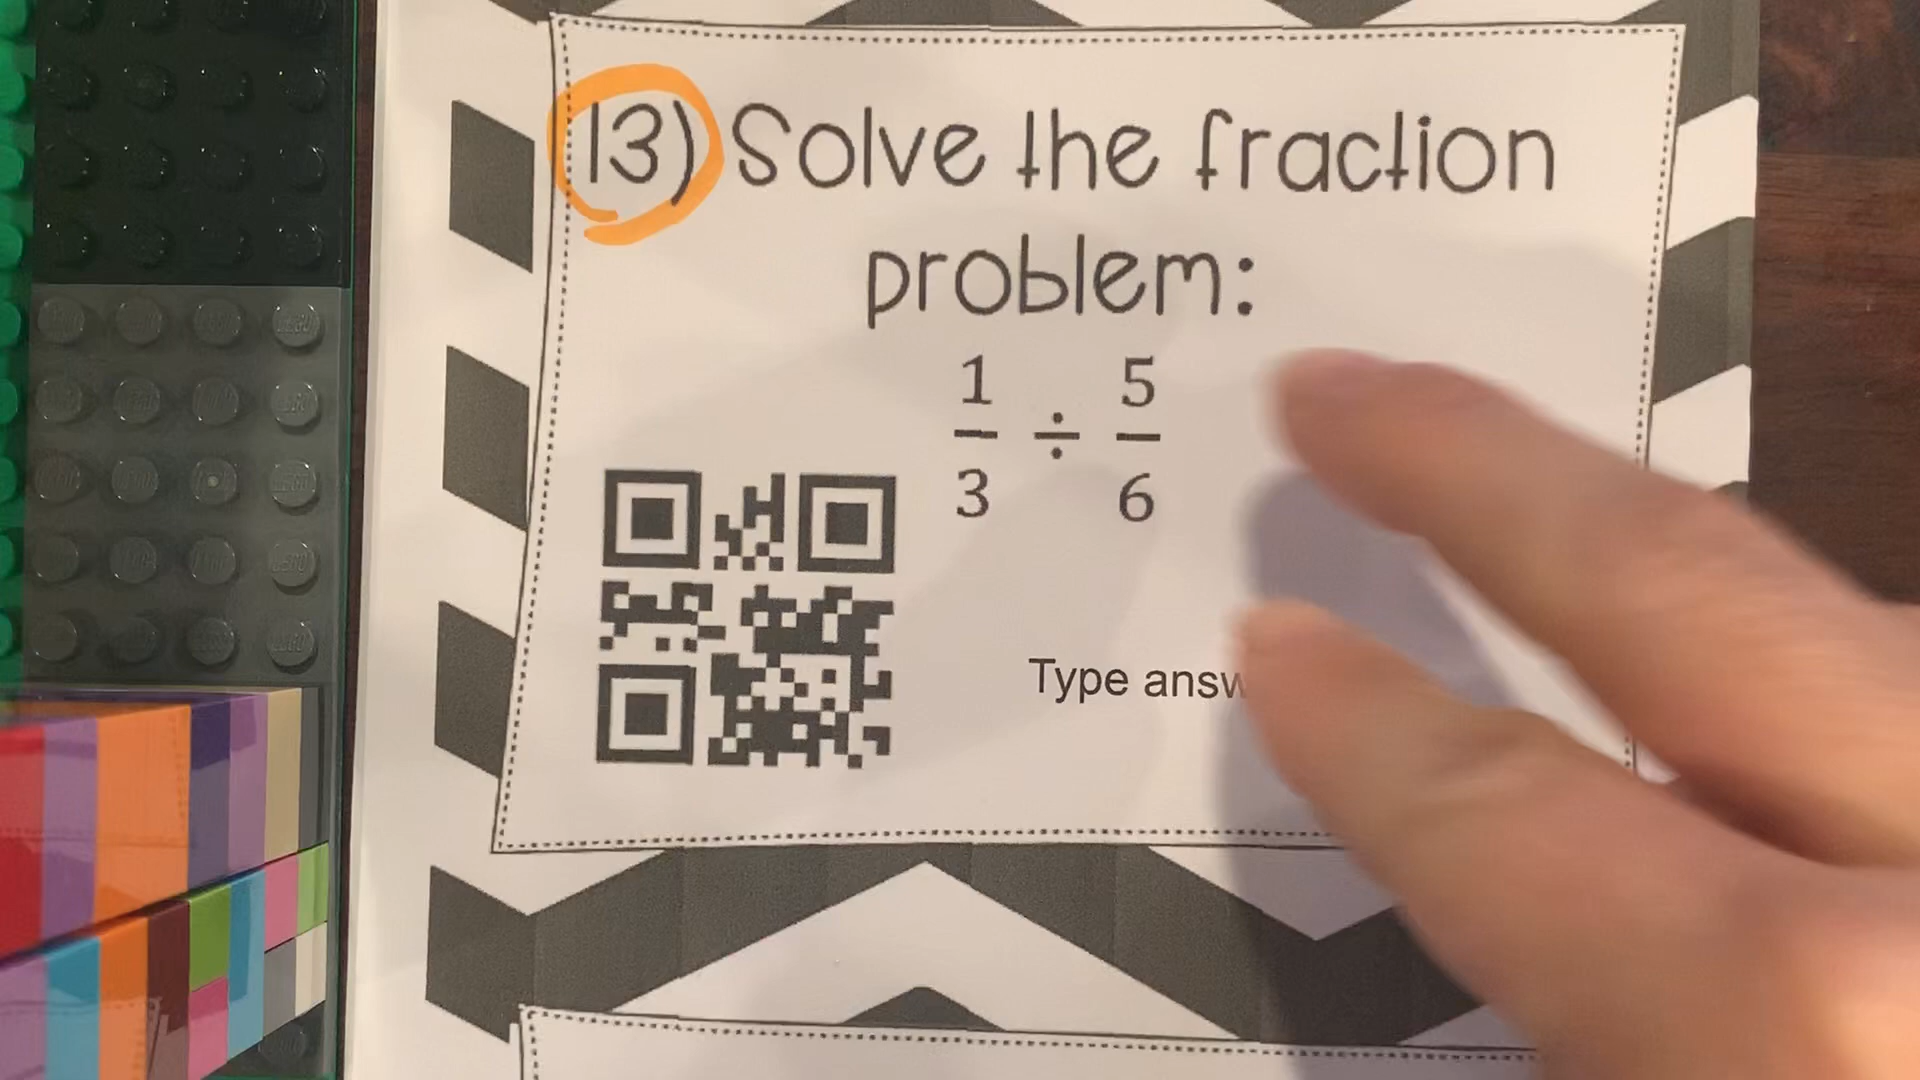 13) Solve the fraction
problem:
1/3 ÷ 5/6
Type answ